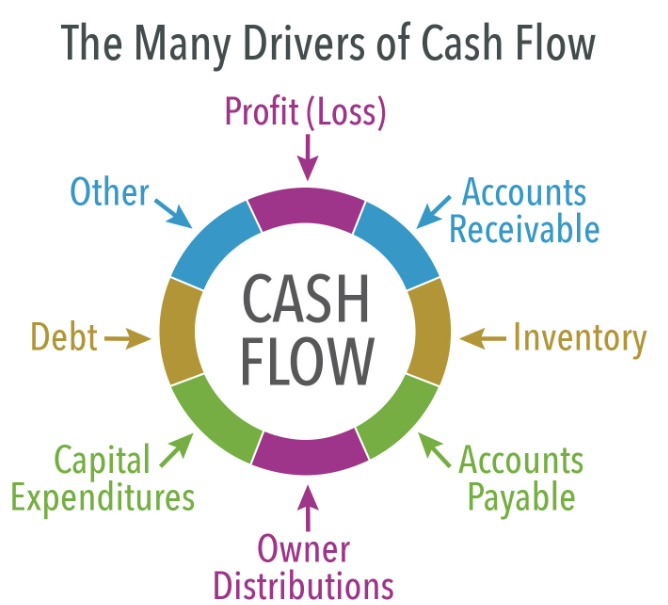 The Many Drivers of Cash Flow
Profit (Loss)
Other
Accounts
Receivable
CASH
FLOW
Debt
Inventory
Capital
Expenditures
Accounts
Payable
Owner
Distributions